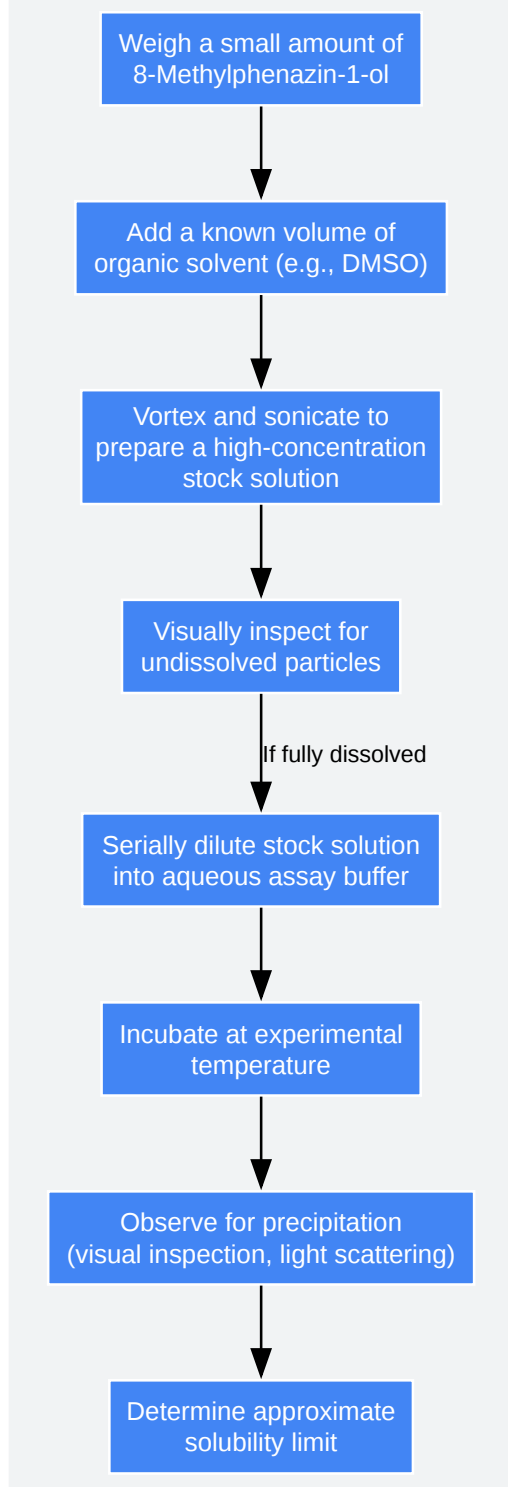 Weigh a small amount of
8-Methylphenazin-1-ol
Add a known volume of
organic solvent (e.g., DMSO)
Vortex and sonicate to
prepare a high-concentration
stock solution
Visually inspect for
undissolved particles
If fully dissolved
Serially dilute stock solution
into aqueous assay buffer
Incubate at experimental
temperature
Observe for precipitation
(visual inspection, light scattering)
Determine approximate
solubility limit